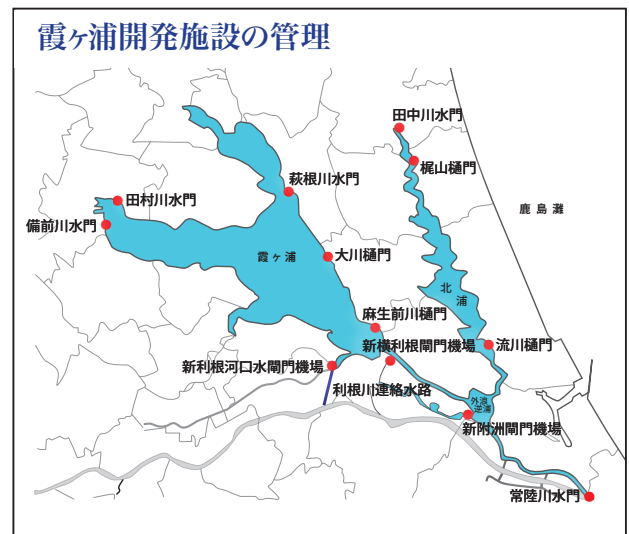 霞ヶ浦開発施設の管理
田中川水門
梶山樋門
萩根川水門
田村川水門
鹿島灘
備前川水門
大川樋門
霞ヶ浦
北浦
麻生前川樋門
新横利根閘門機場
流川樋門
新利根河口水閘門機場
利根川連絡水路
外浪
逆浦
新附洲閘門機場
常陸川水門